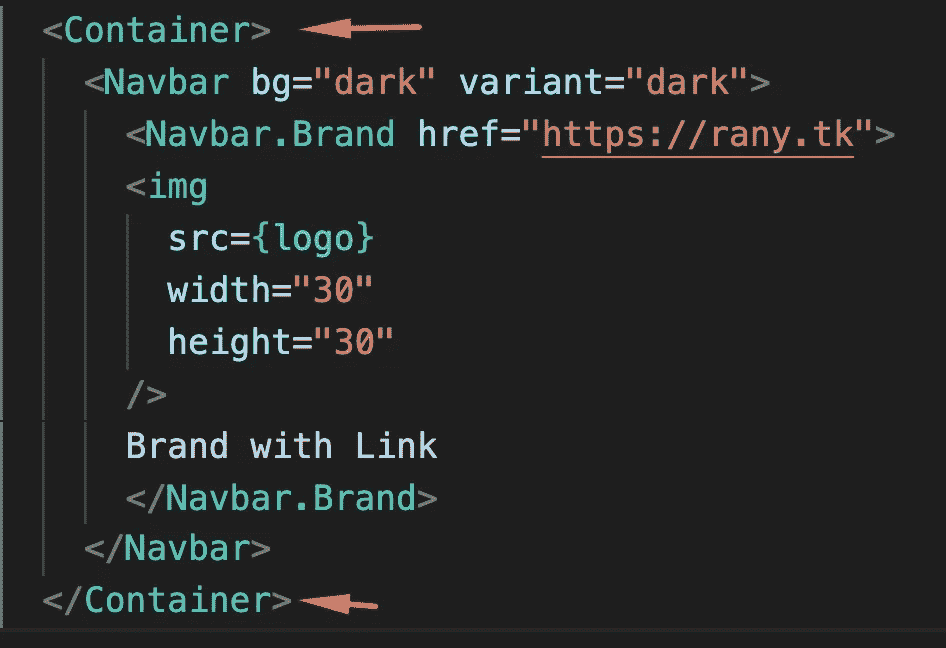 <Container>
<Navbar bg="dark" variant="dark">
<Navbar.Brand href="https://rany.tk">
<img
src={logo}
width="30"
height="30"
/>
Brand with Link
</Navbar.Brand>
</Navbar>
</Container>